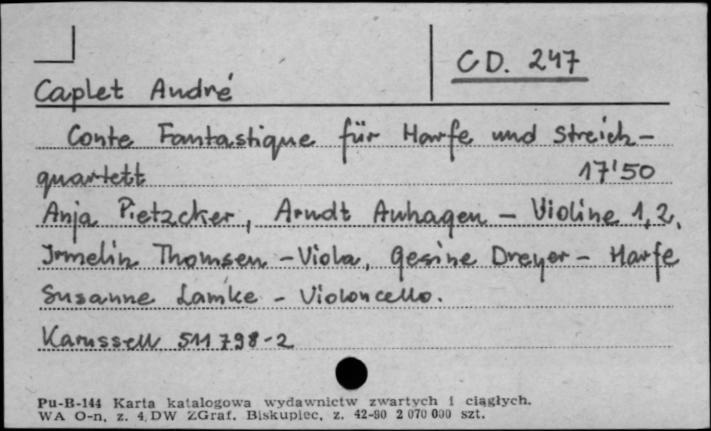 CD. 247
Caplet André
Conte Fantastique für Harfe und Streich-
quartett 17'50
Anja Pietzcker, Arndt Auhagen - Violine 1, 2,
Irmelin Thomsen - Viola, Gesine Dreyer - Harfe
Susanne Lamke - Violoncello.
Karussell 511 798-2
Pu-B-144 Karta katalogowa wydawnictw zwartych i ciągłych.
WA O-n, z. 4, DW ZGraf. Biskupiec, z. 42-90 2 070 000 szt.